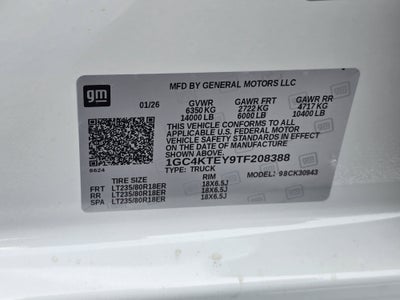 gm
MFD BY GENERAL MOTORS LLC
01/26 GVWR GAWR FRT GAWR RR
6350 KG 2722 KG 4717 KG
14000 LB 6000 LB 10400 LB
THIS VEHICLE CONFORMS TO ALL
APPLICABLE U.S. FEDERAL MOTOR
VEHICLE SAFETY STANDARDS IN EFFECT
ON THE DATE OF MANUFACTURE SHOWN ABOVE.
1GC4KTEY9TF208388
6624 TYPE: TRUCK MODEL: 98CK30943
TIRE SIZE RIM
FRT LT235/80R18ER 18X6.5J
RR LT235/80R18ER 18X6.5J
SPA LT235/80R18ER 18X6.5J